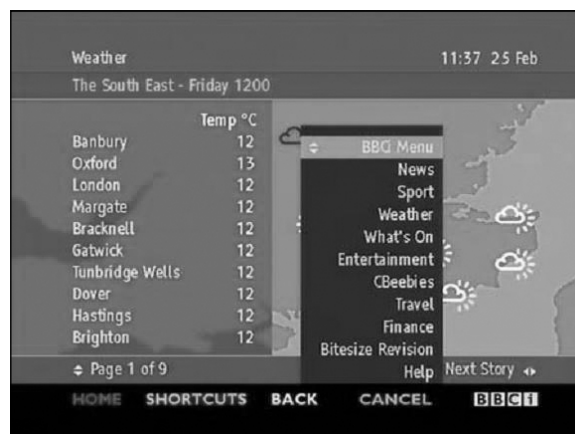 Weather 11:37 25 Feb
The South East - Friday 1200
Temp °C
Banbury 12
Oxford 13
London 12
Margate 12
Bracknell 12
Gatwick 12
Tunbridge Wells 12
Dover 12
Hastings 12
Brighton 12
BBCi Menu
News
Sport
Weather
What's On
Entertainment
CBeebies
Travel
Finance
Bitesize Revision
Help
Page 1 of 9 Next Story
HOME SHORTCUTS BACK CANCEL BBCi